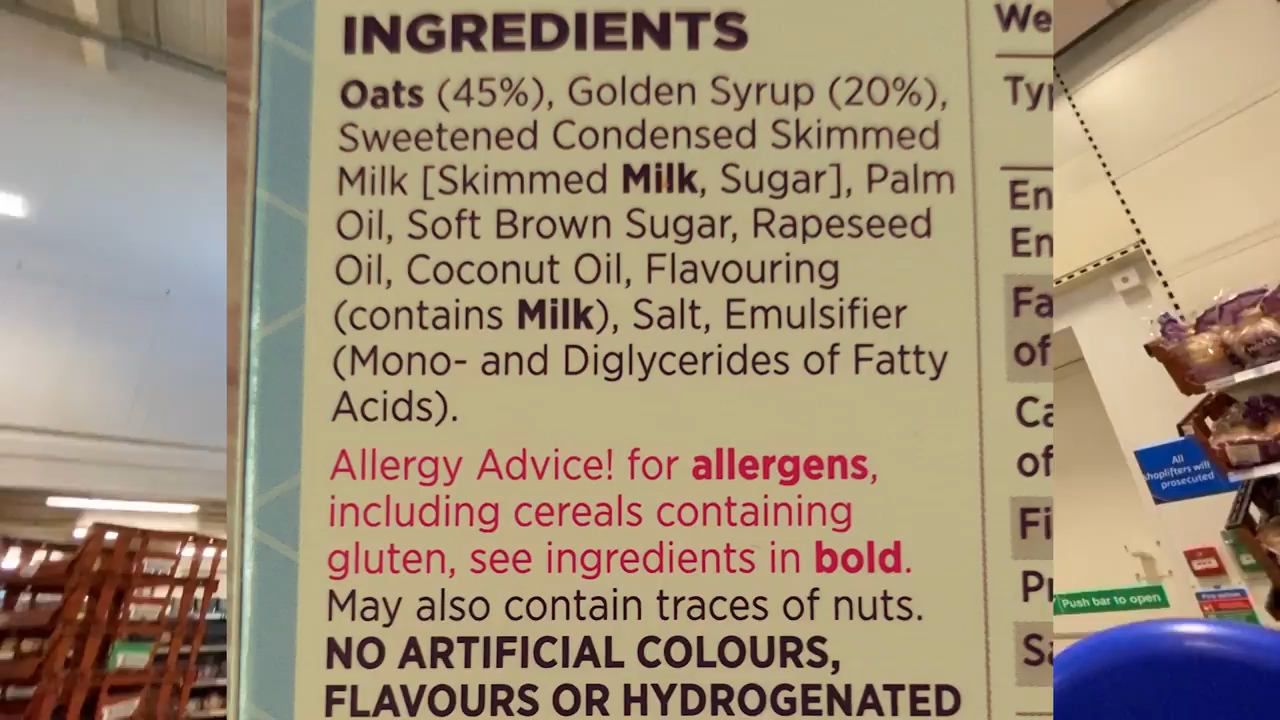 INGREDIENTS
Oats (45%), Golden Syrup (20%),
Sweetened Condensed Skimmed
Milk [Skimmed Milk, Sugar], Palm
Oil, Soft Brown Sugar, Rapeseed
Oil, Coconut Oil, Flavouring
(contains Milk), Salt, Emulsifier
(Mono- and Diglycerides of Fatty
Acids).
Allergy Advice! for allergens,
including cereals containing
gluten, see ingredients in bold.
May also contain traces of nuts.
NO ARTIFICIAL COLOURS,
FLAVOURS OR HYDROGENATED
We
Typ
En
En
Fa
of
Ca
of
Fi
Pr
Sa
All
shoplifters will
prosecuted
Push bar to open